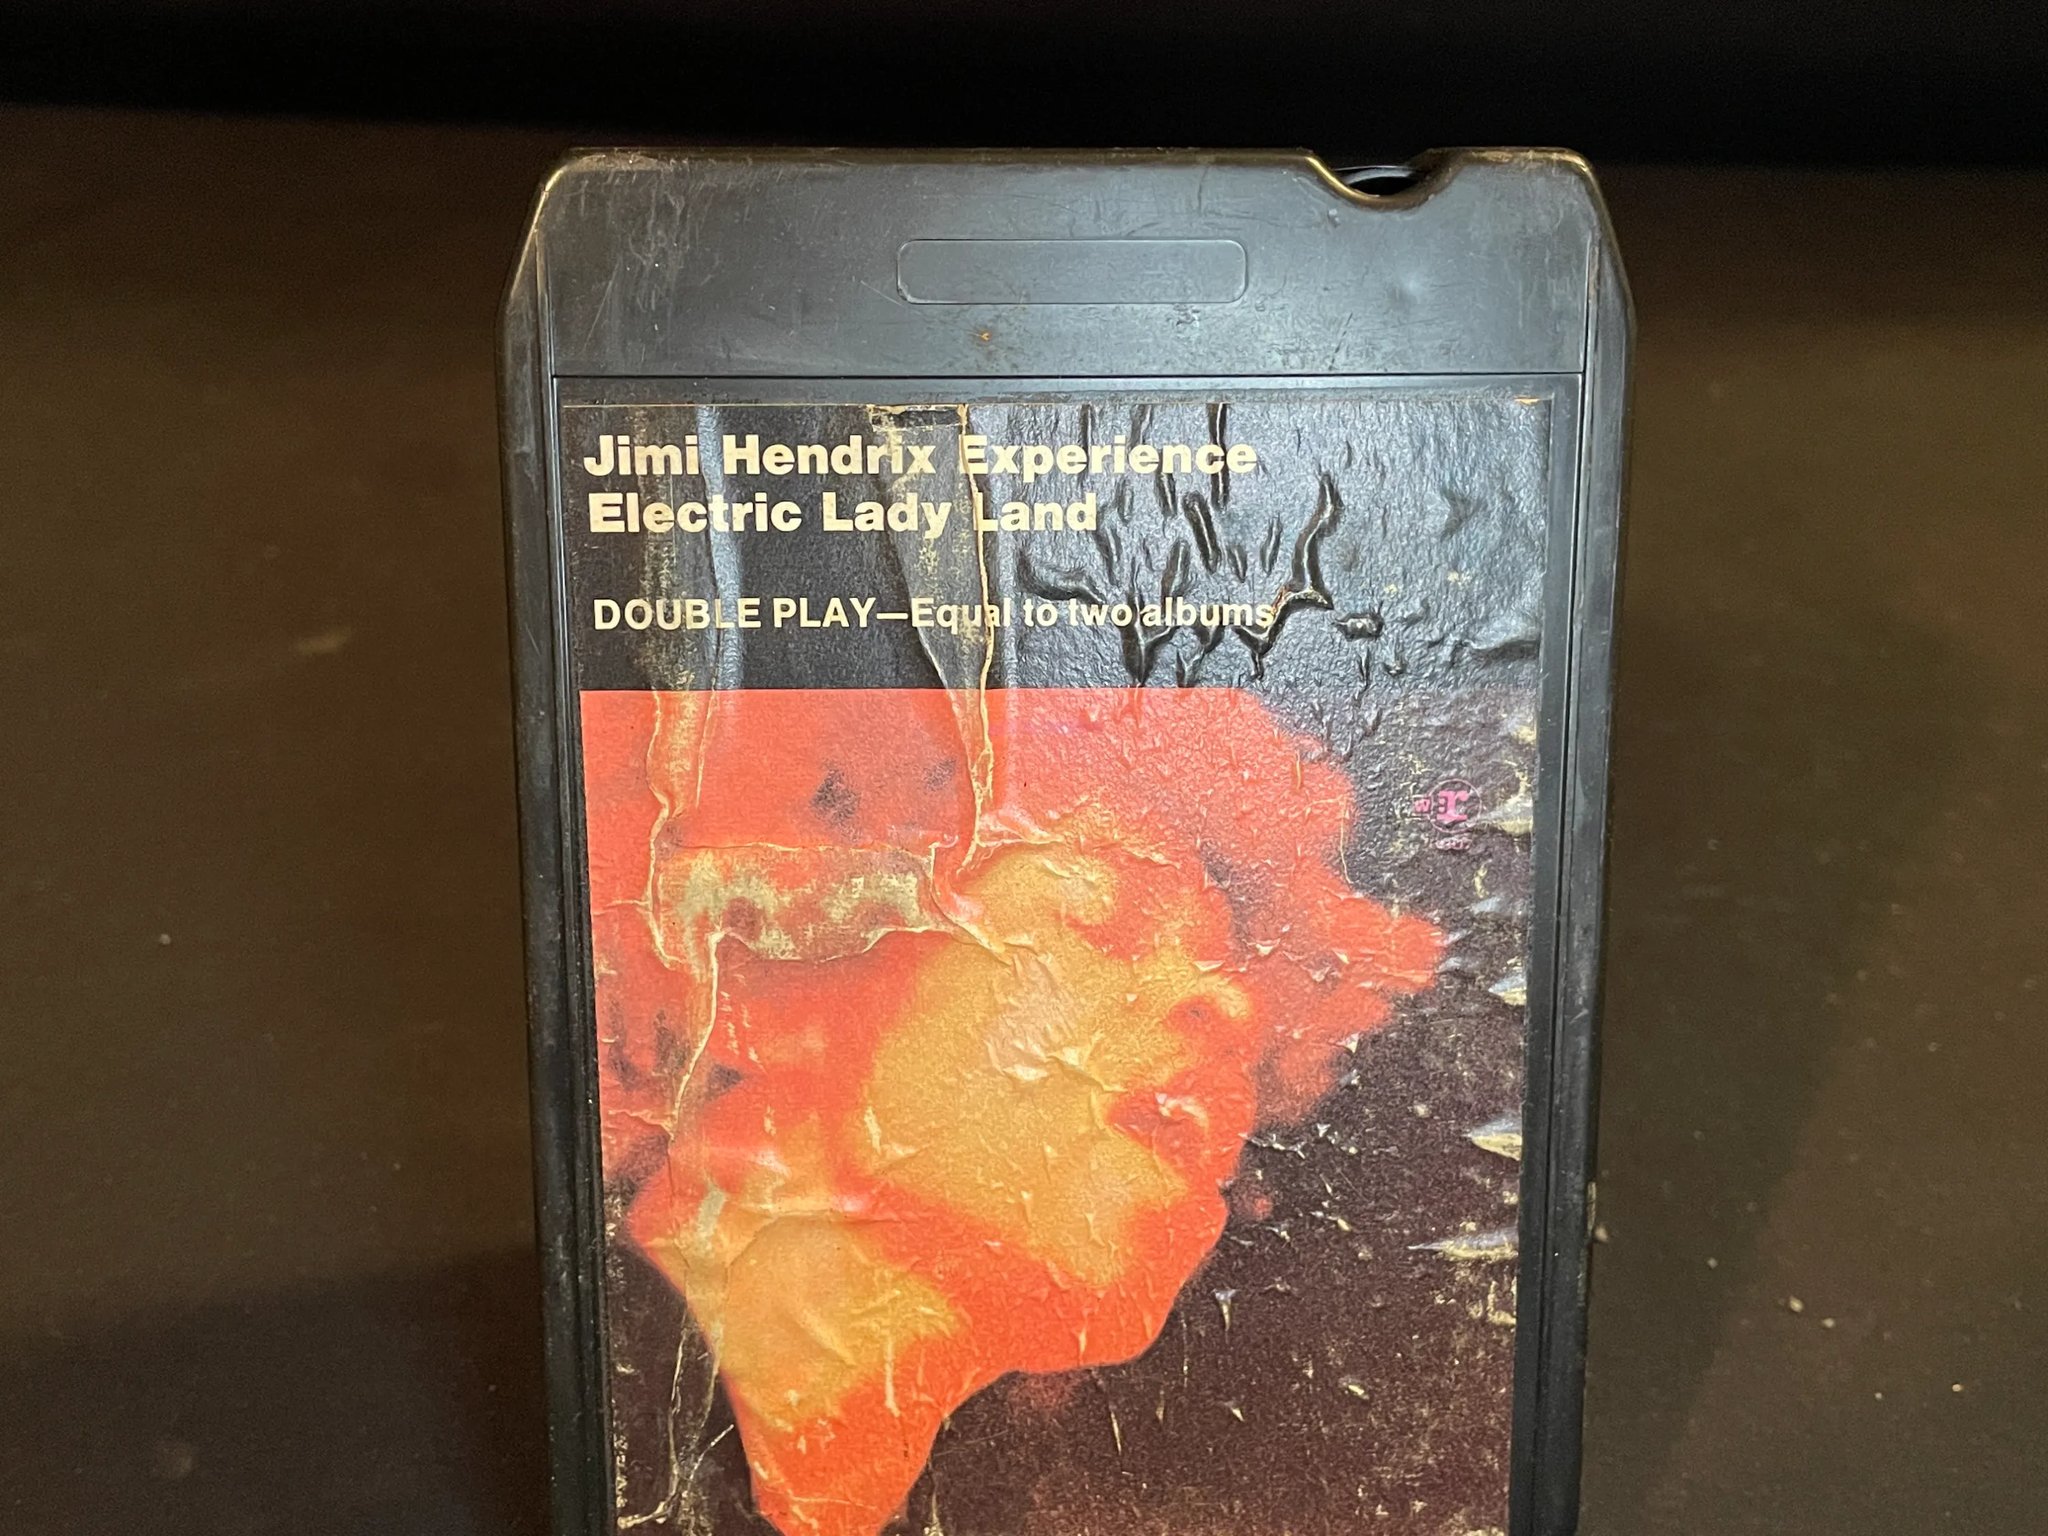 Jimi Hendrix Experience
Electric Lady Land
DOUBLE PLAY—Equal to two albums